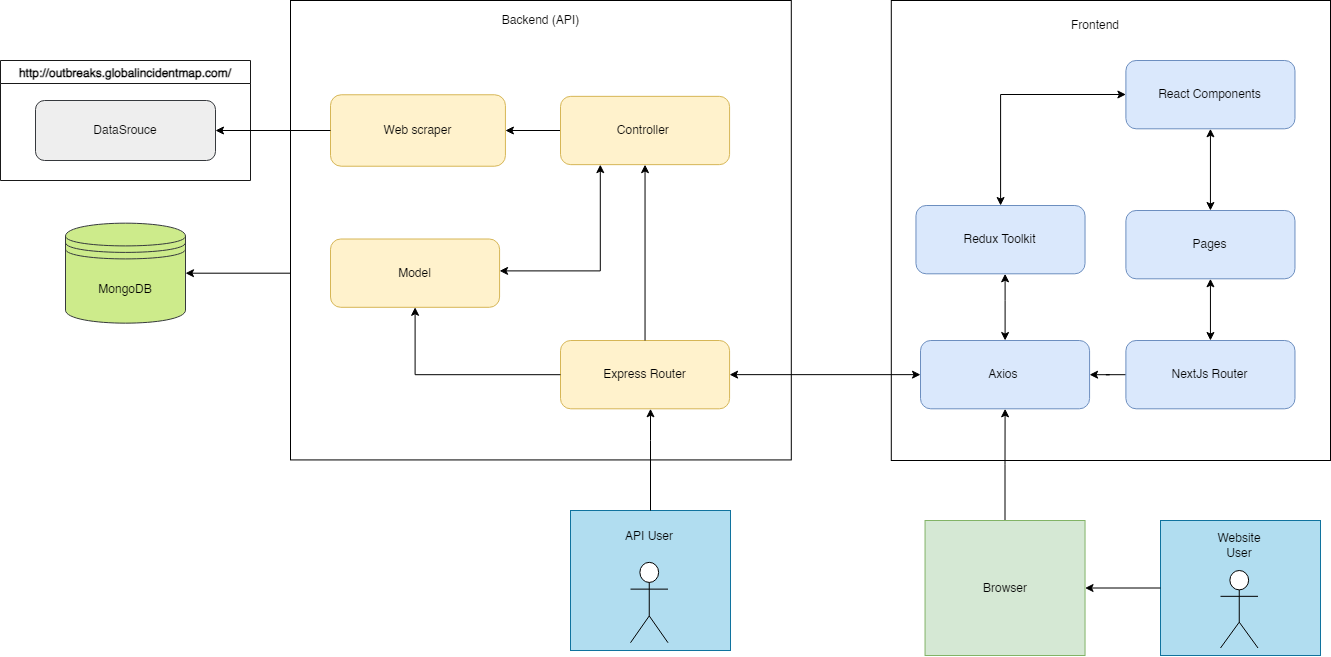 Backend (API)
Frontend
http://outbreaks.globalincidentmap.com/
DataSrouce
Web scraper
Controller
React Components
MongoDB
Model
Redux Toolkit
Pages
Express Router
Axios
NextJs Router
API User
Browser
Website
User